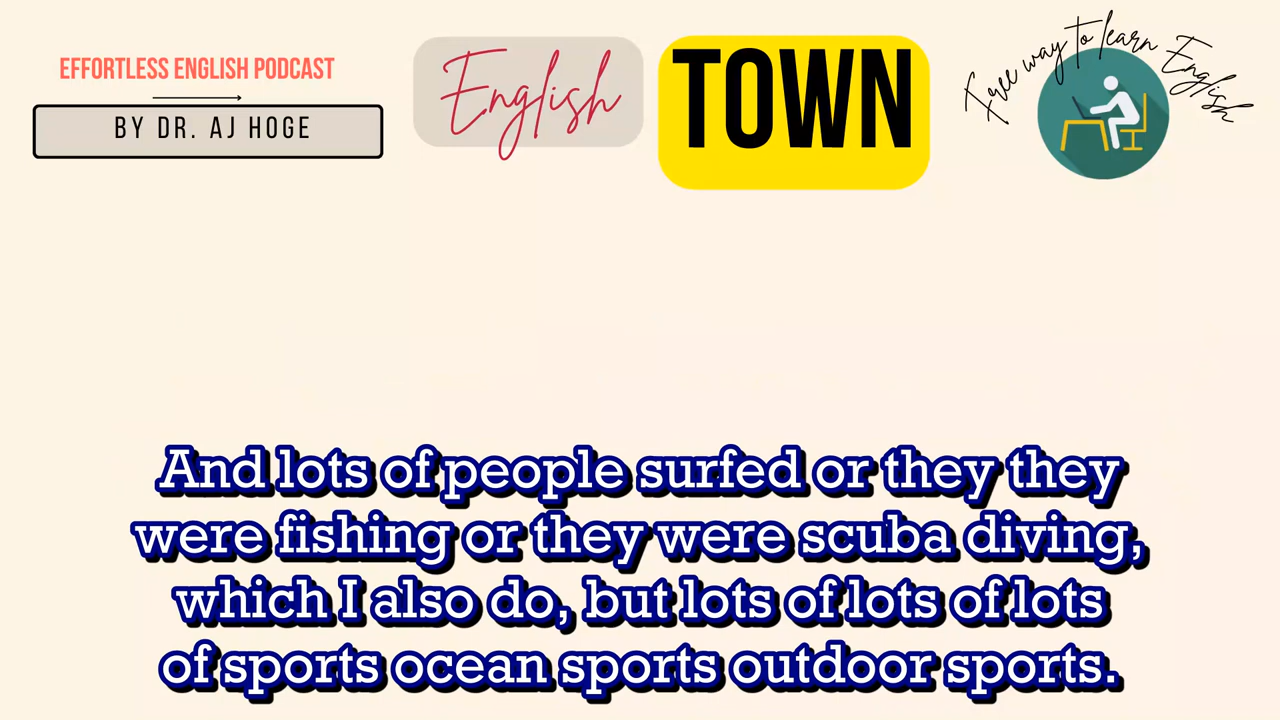 EFFORTLESS ENGLISH PODCAST
BY DR. AJ HOGE
English
TOWN
Free way to learn English
And lots of people surfed or they they
were fishing or they were scuba diving,
which I also do, but lots of lots of lots
of sports ocean sports outdoor sports.